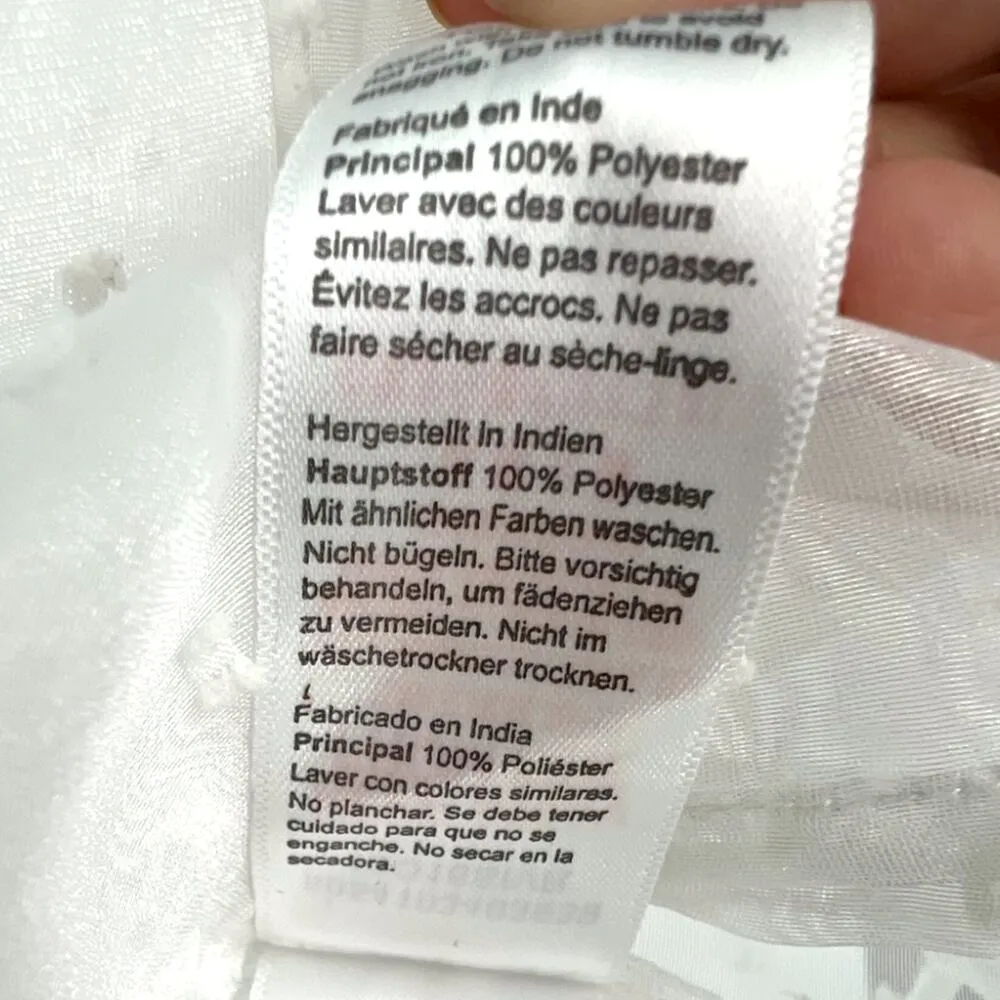 to avoid
snagging. Do not tumble dry.
Fabriqué en Inde
Principal 100% Polyester
Laver avec des couleurs
similaires. Ne pas repasser.
Évitez les accrocs. Ne pas
faire sécher au sèche-linge.
Hergestellt in Indien
Hauptstoff 100% Polyester
Mit ähnlichen Farben waschen.
Nicht bügeln. Bitte vorsichtig
behandeln, um fädenziehen
zu vermeiden. Nicht im
wäschetrockner trocknen.
Fabricado en India
Principal 100% Poliéster
Laver con colores similares.
No planchar. Se debe tener
cuidado para que no se
enganche. No secar en la
secadora.